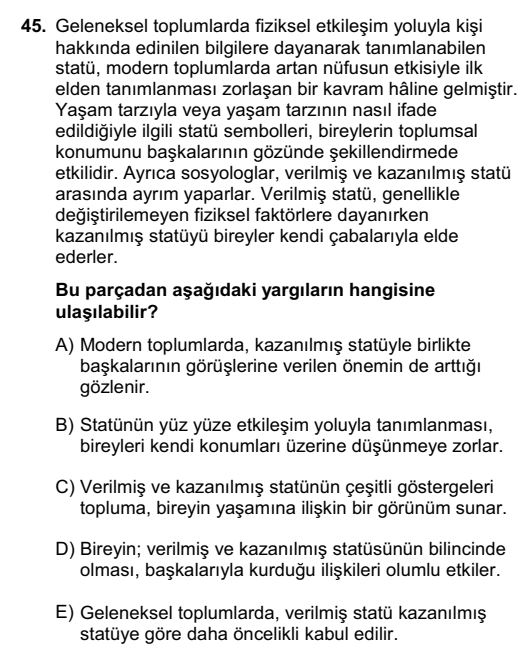 45. Geleneksel toplumlarda fiziksel etkileşim yoluyla kişi
hakkında edinilen bilgilere dayanarak tanımlanabilen
statü, modern toplumlarda artan nüfusun etkisiyle ilk
elden tanımlanması zorlaşan bir kavram hâline gelmiştir.
Yaşam tarzıyla veya yaşam tarzının nasıl ifade
edildiğiyle ilgili statü sembolleri, bireylerin toplumsal
konumunu başkalarının gözünde şekillendirmede
etkilidir. Ayrıca sosyologlar, verilmiş ve kazanılmış statü
arasında ayrım yaparlar. Verilmiş statü, genellikle
değiştirilemeyen fiziksel faktörlere dayanırken
kazanılmış statüyü bireyler kendi çabalarıyla elde
ederler.
Bu parçadan aşağıdaki yargıların hangisine
ulaşılabilir?
A) Modern toplumlarda, kazanılmış statüyle birlikte
başkalarının görüşlerine verilen önemin de arttığı
gözlenir.
B) Statünün yüz yüze etkileşim yoluyla tanımlanması,
bireyleri kendi konumları üzerine düşünmeye zorlar.
C) Verilmiş ve kazanılmış statünün çeşitli göstergeleri
topluma, bireyin yaşamına ilişkin bir görünüm sunar.
D) Bireyin; verilmiş ve kazanılmış statüsünün bilincinde
olması, başkalarıyla kurduğu ilişkileri olumlu etkiler.
E) Geleneksel toplumlarda, verilmiş statü kazanılmış
statüye göre daha öncelikli kabul edilir.